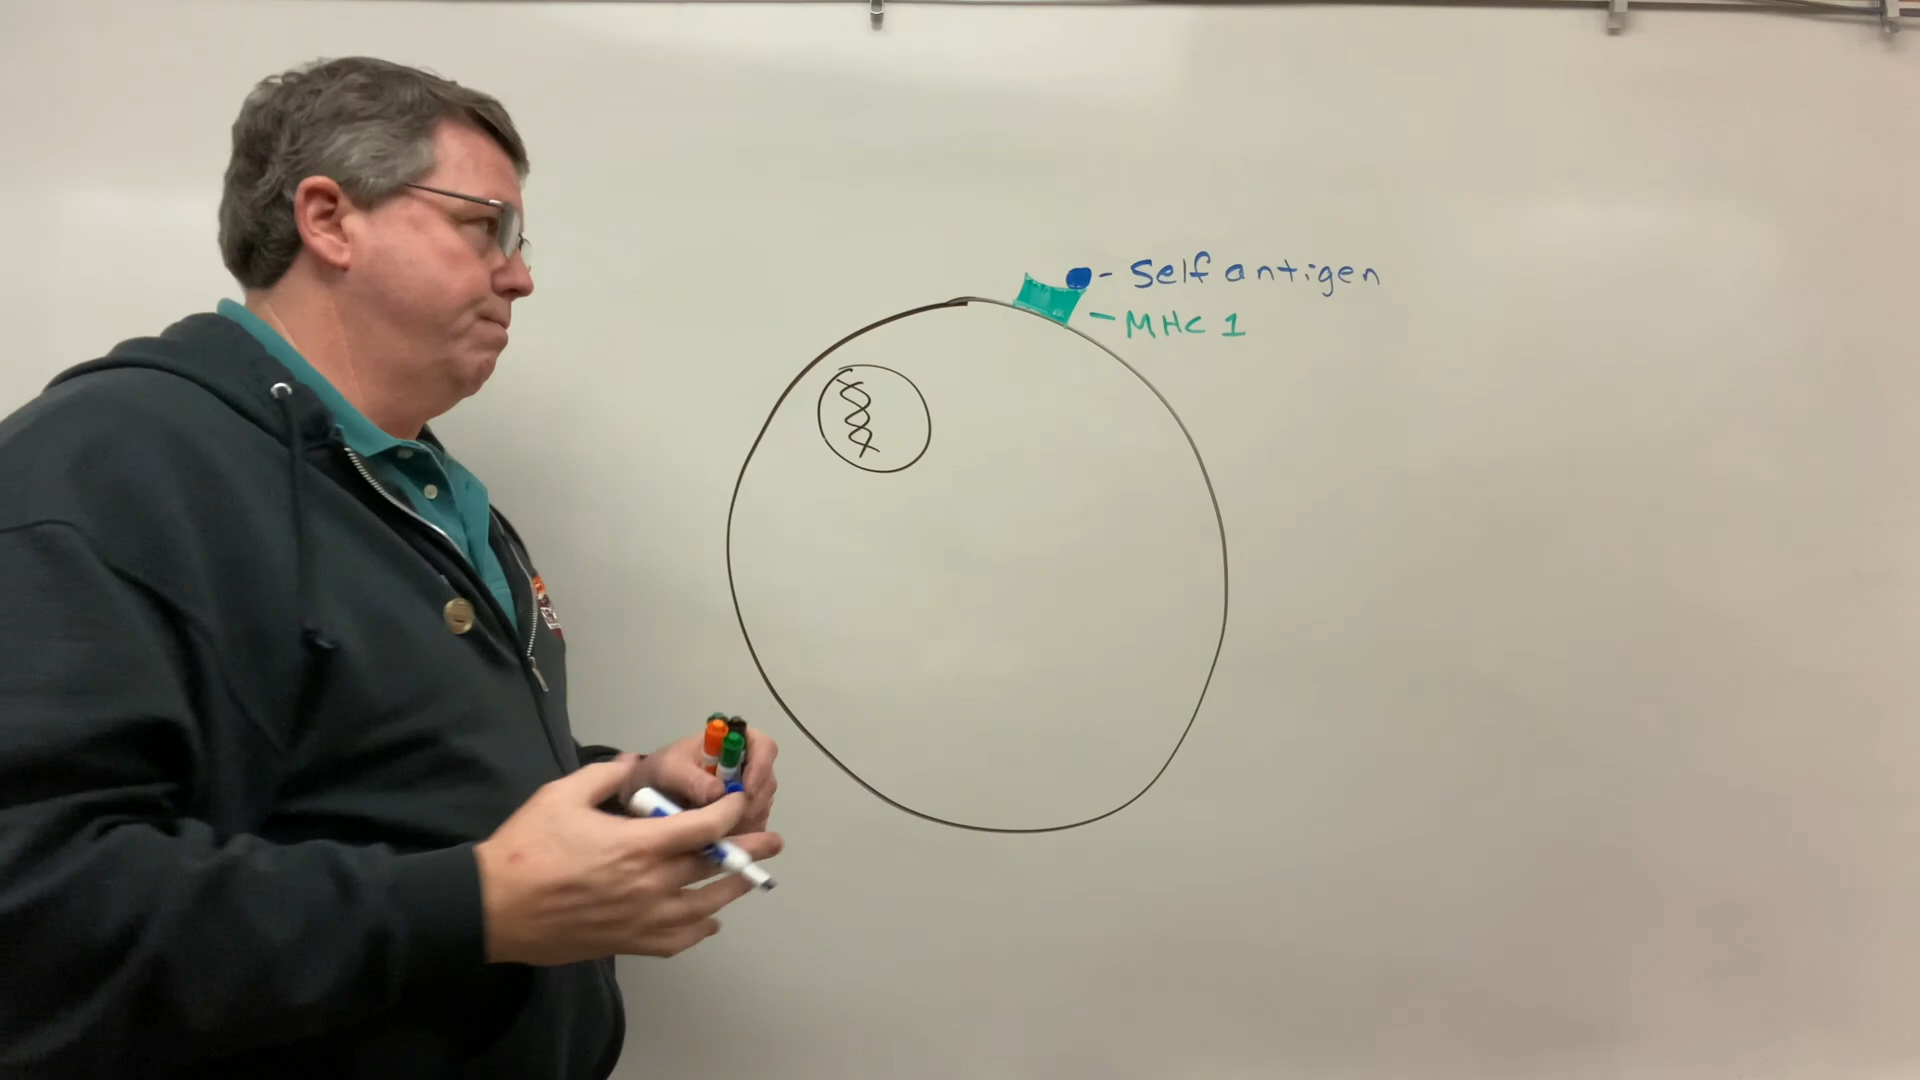 - Self antigen
- MHC 1